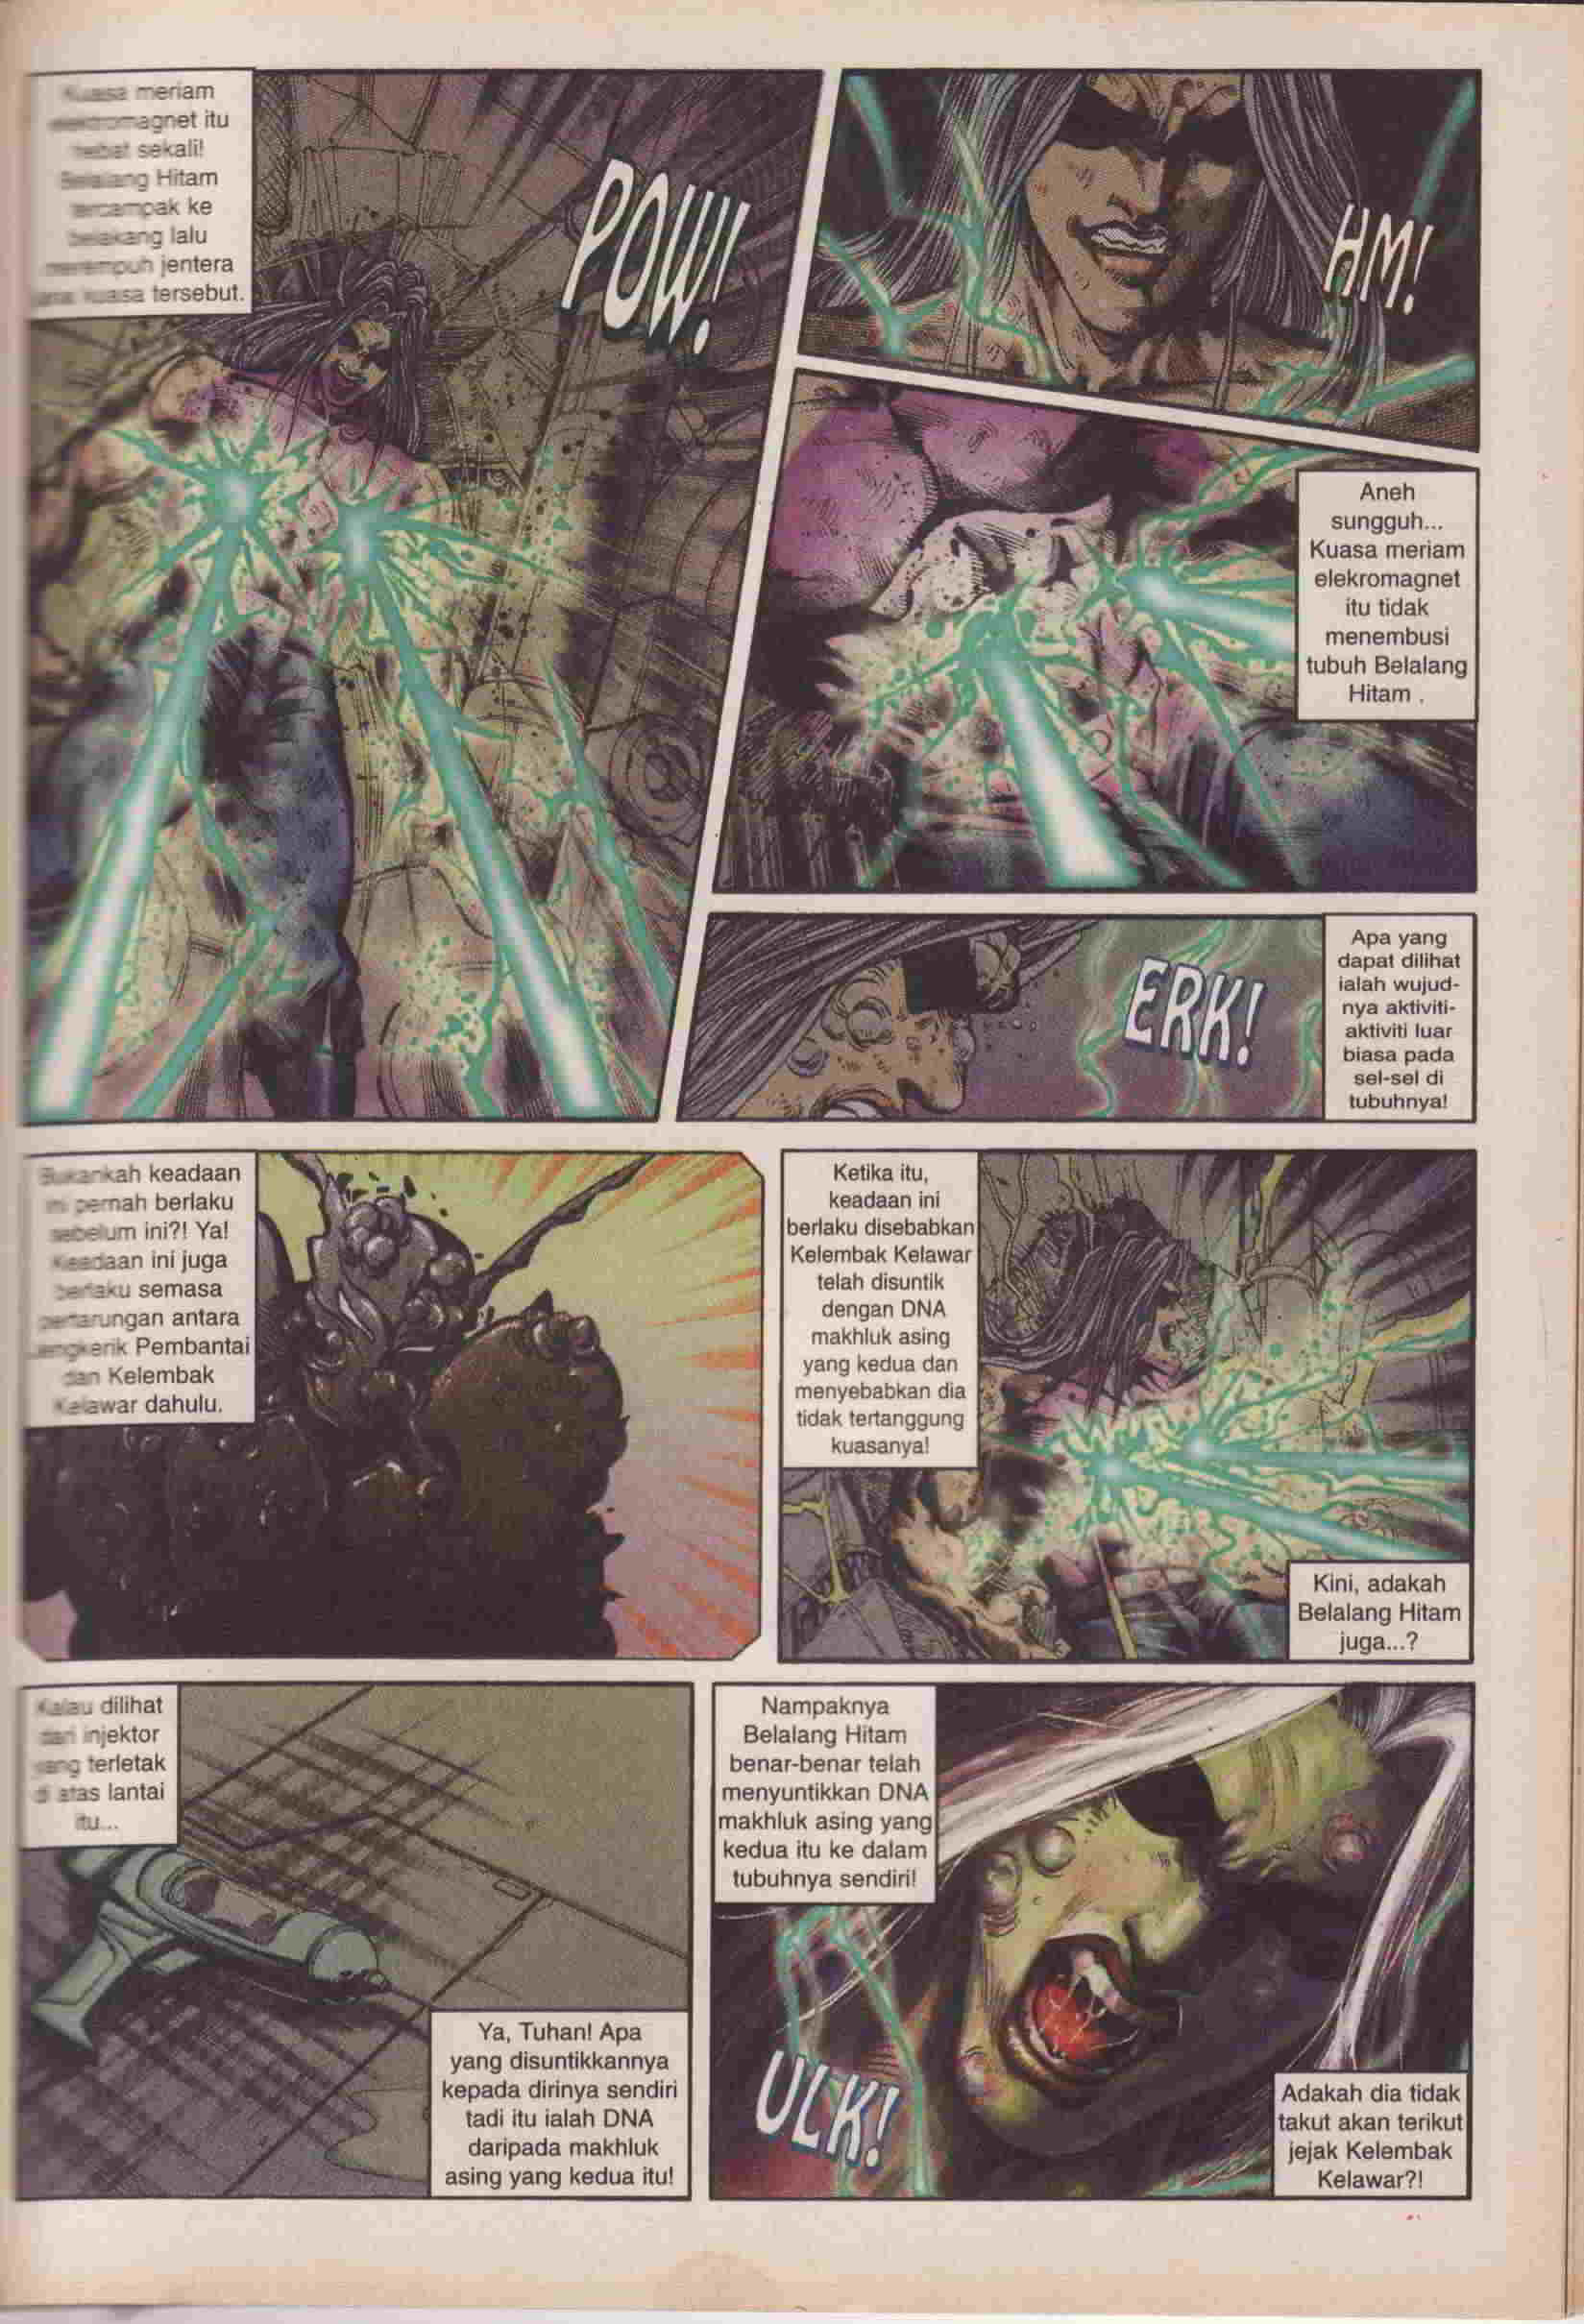 Kuasa meriam
elektromagnet itu
hebat sekali!
Belalang Hitam
tercampak ke
belakang lalu
merempuh jentera
jana kuasa tersebut.
POW!
HM!
Aneh
sungguh...
Kuasa meriam
elekromagnet
itu tidak
menembusi
tubuh Belalang
Hitam .
ERK!
Apa yang
dapat dilihat
ialah wujud-
nya aktiviti-
aktiviti luar
biasa pada
sel-sel di
tubuhnya!
Bukankah keadaan
ini pernah berlaku
sebelum ini?! Ya!
Keadaan ini juga
berlaku semasa
pertarungan antara
Cengkerik Pembantai
dan Kelembak
Kelawar dahulu.
Ketika itu,
keadaan ini
berlaku disebabkan
Kelembak Kelawar
telah disuntik
dengan DNA
makhluk asing
yang kedua dan
menyebabkan dia
tidak tertanggung
kuasanya!
Kini, adakah
Belalang Hitam
juga...?
Kalau dilihat
dari injektor
yang terletak
di atas lantai
itu...
Ya, Tuhan! Apa
yang disuntikkannya
kepada dirinya sendiri
tadi itu ialah DNA
daripada makhluk
asing yang kedua itu!
Nampaknya
Belalang Hitam
benar-benar telah
menyuntikkan DNA
makhluk asing yang
kedua itu ke dalam
tubuhnya sendiri!
ULK!
Adakah dia tidak
takut akan terikut
jejak Kelembak
Kelawar?!